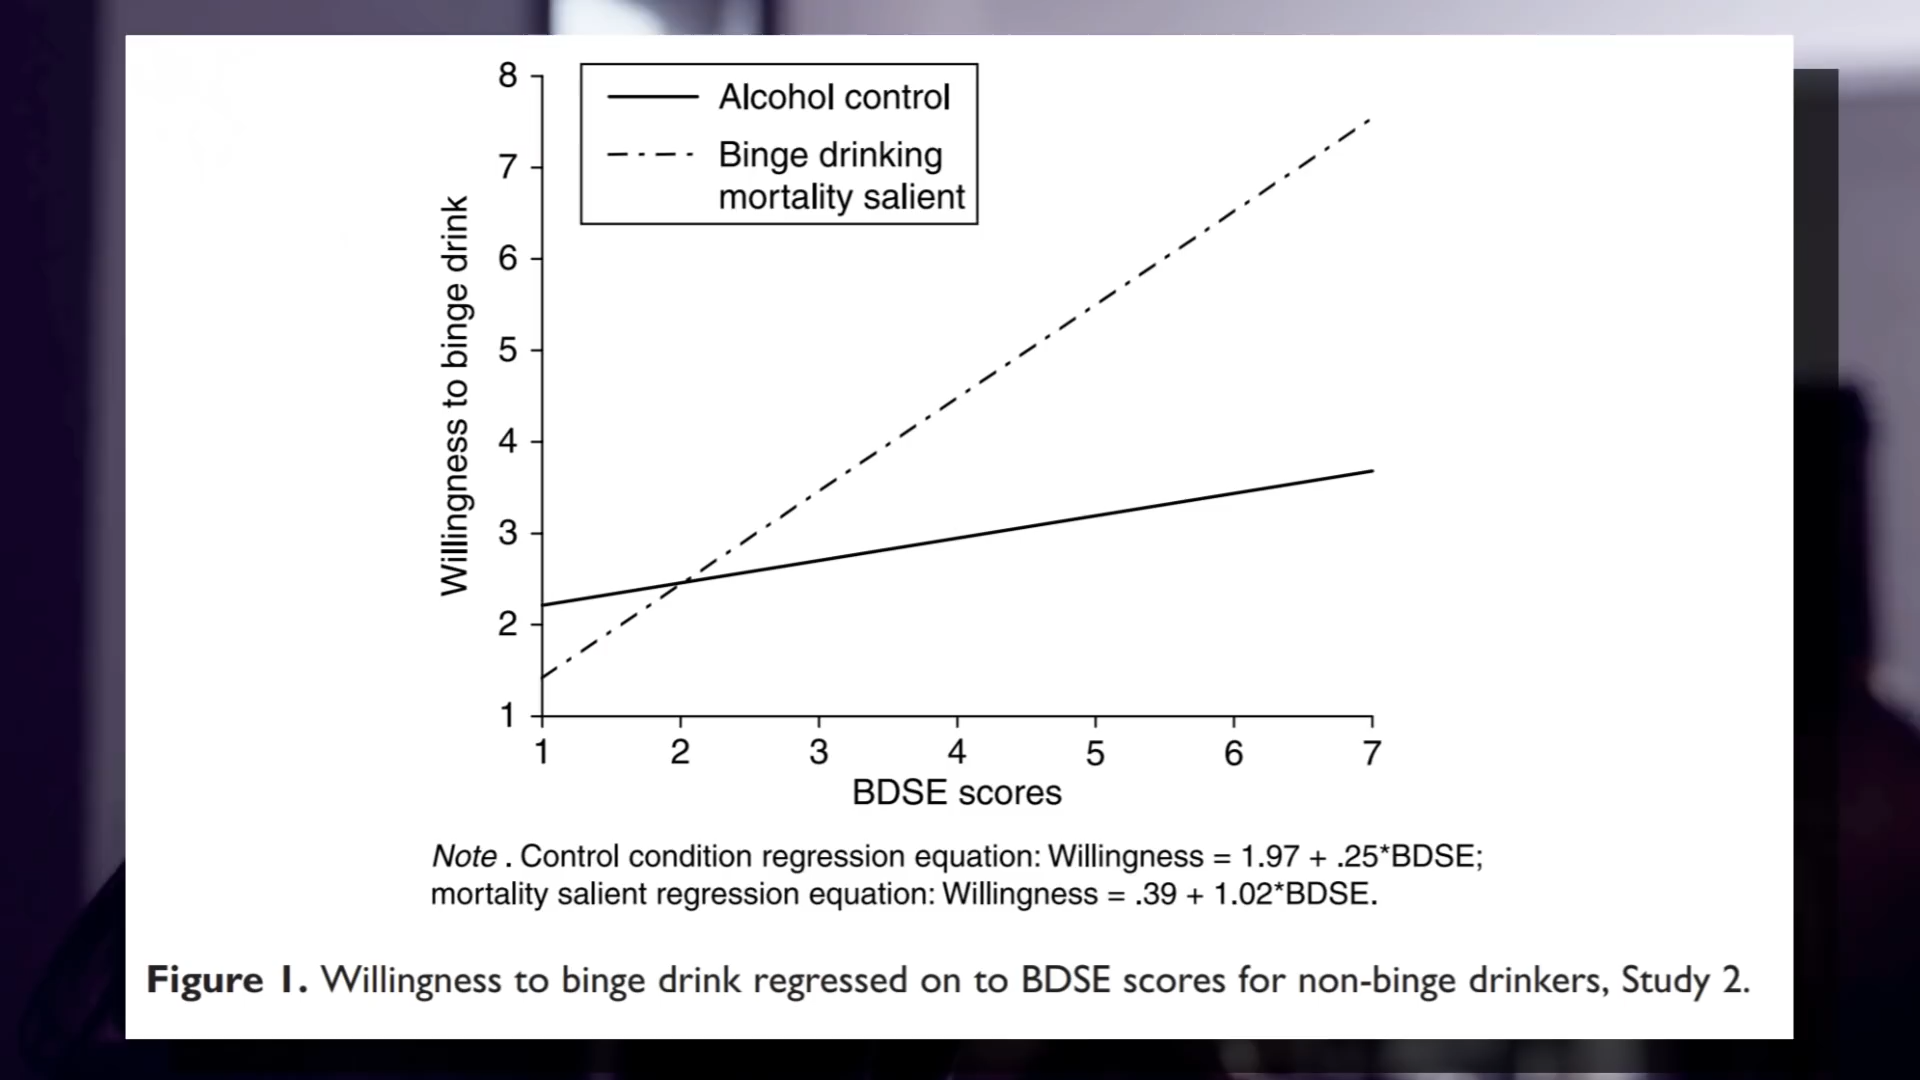 8
Alcohol control
Binge drinking
mortality salient
7
6
5
4
3
2
1
Willingness to binge drink
1 2 3 4 5 6 7
BDSE scores
Note . Control condition regression equation: Willingness = 1.97 + .25*BDSE;
mortality salient regression equation: Willingness = .39 + 1.02*BDSE.
Figure 1. Willingness to binge drink regressed on to BDSE scores for non-binge drinkers, Study 2.